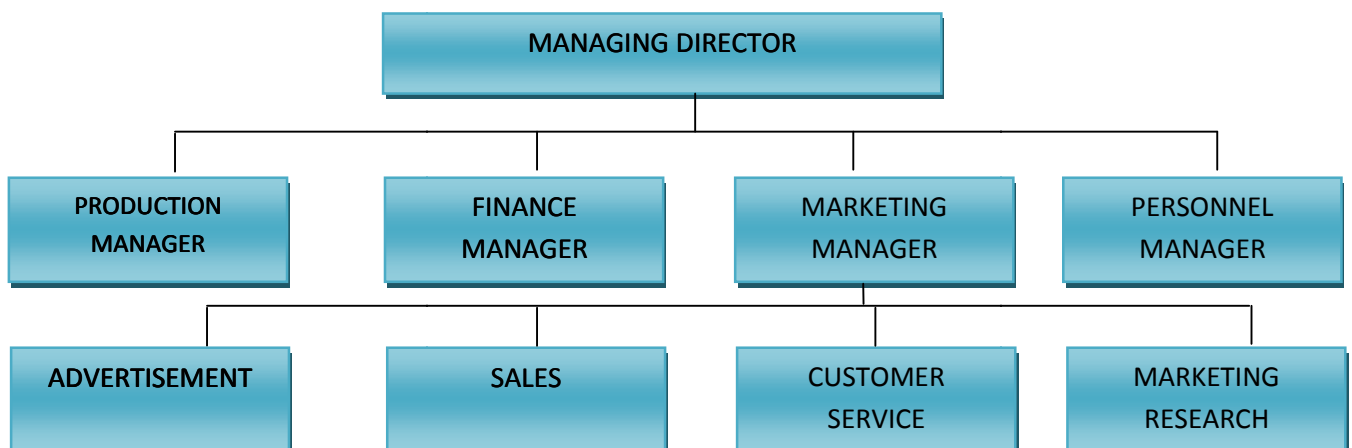 MANAGING DIRECTOR
PRODUCTION
MANAGER
FINANCE
MANAGER
MARKETING
MANAGER
PERSONNEL
MANAGER
ADVERTISEMENT
SALES
CUSTOMER
SERVICE
MARKETING
RESEARCH